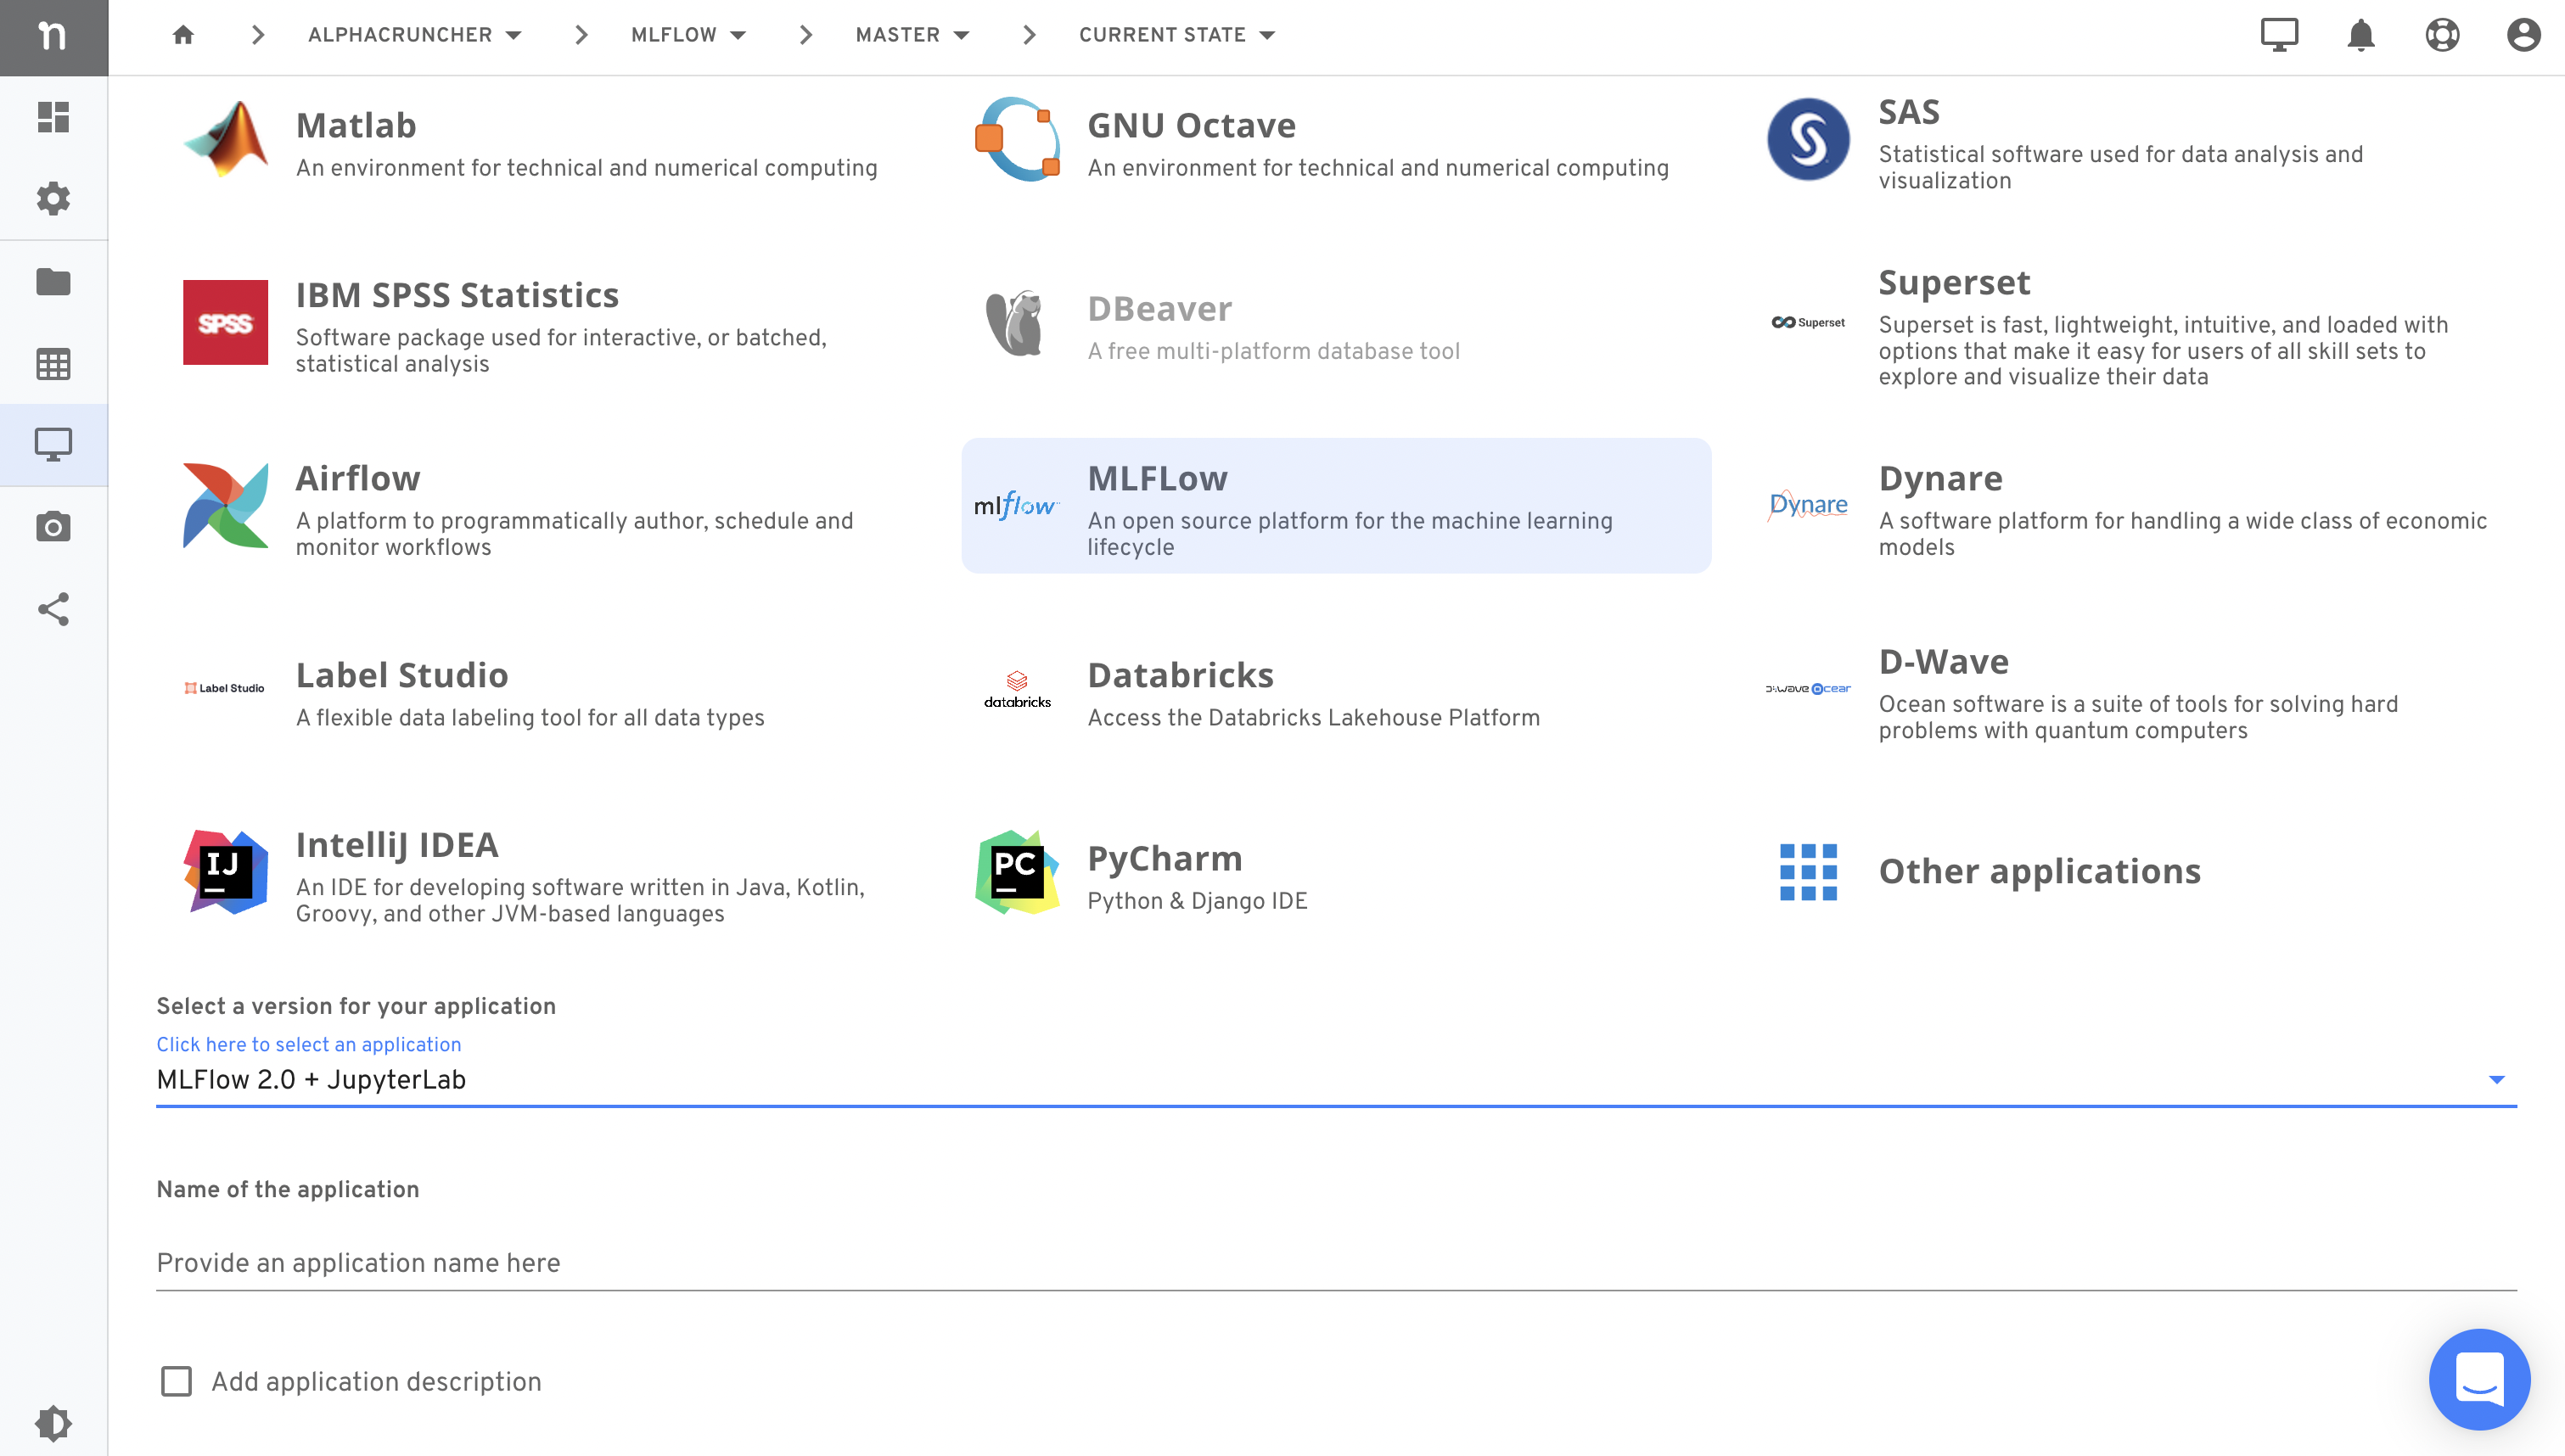 n
ALPHACRUNCHER
MLFLOW
MASTER
CURRENT STATE
Matlab
An environment for technical and numerical computing
GNU Octave
An environment for technical and numerical computing
SAS
Statistical software used for data analysis and
visualization
SPSS
IBM SPSS Statistics
Software package used for interactive, or batched,
statistical analysis
DBeaver
A free multi-platform database tool
Superset
Superset
Superset is fast, lightweight, intuitive, and loaded with
options that make it easy for users of all skill sets to
explore and visualize their data
Airflow
A platform to programmatically author, schedule and
monitor workflows
mlflow
MLFLow
An open source platform for the machine learning
lifecycle
Dynare
Dynare
A software platform for handling a wide class of economic
models
Label Studio
Label Studio
A flexible data labeling tool for all data types
databricks
Databricks
Access the Databricks Lakehouse Platform
D-Wave
Ocean software is a suite of tools for solving hard
problems with quantum computers
IJ
IntelliJ IDEA
An IDE for developing software written in Java, Kotlin,
Groovy, and other JVM-based languages
PC
PyCharm
Python & Django IDE
Other applications
Select a version for your application
Click here to select an application
MLFlow 2.0 + JupyterLab
Name of the application
Provide an application name here
Add application description